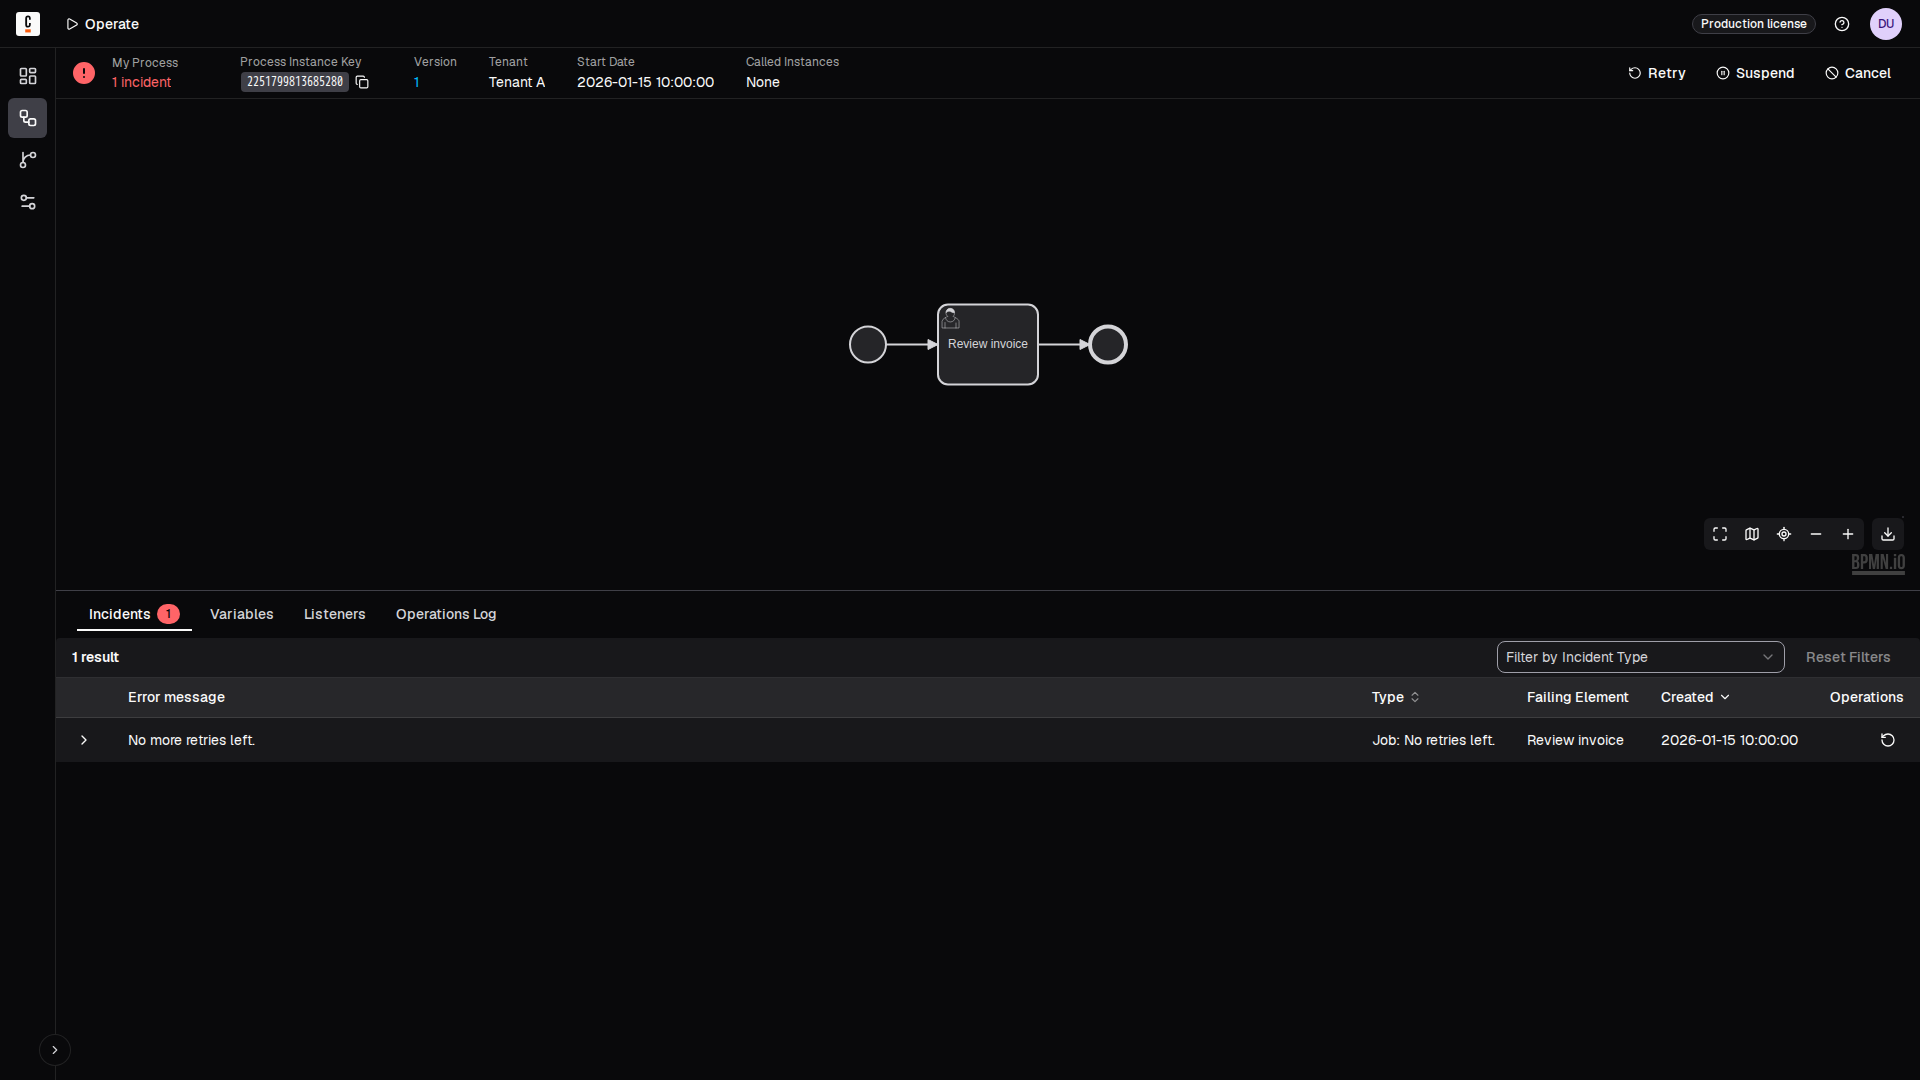 C
Operate
Production license
DU
My Process
1 incident
Process Instance Key
2251799813685280
Version
1
Tenant
Tenant A
Start Date
2026-01-15 10:00:00
Called Instances
None
Retry
Suspend
Cancel
Review invoice
BPMN.iO
Incidents 1
Variables
Listeners
Operations Log
1 result
Filter by Incident Type
Reset Filters
Error message
Type
Failing Element
Created
Operations
No more retries left.
Job: No retries left.
Review invoice
2026-01-15 10:00:00